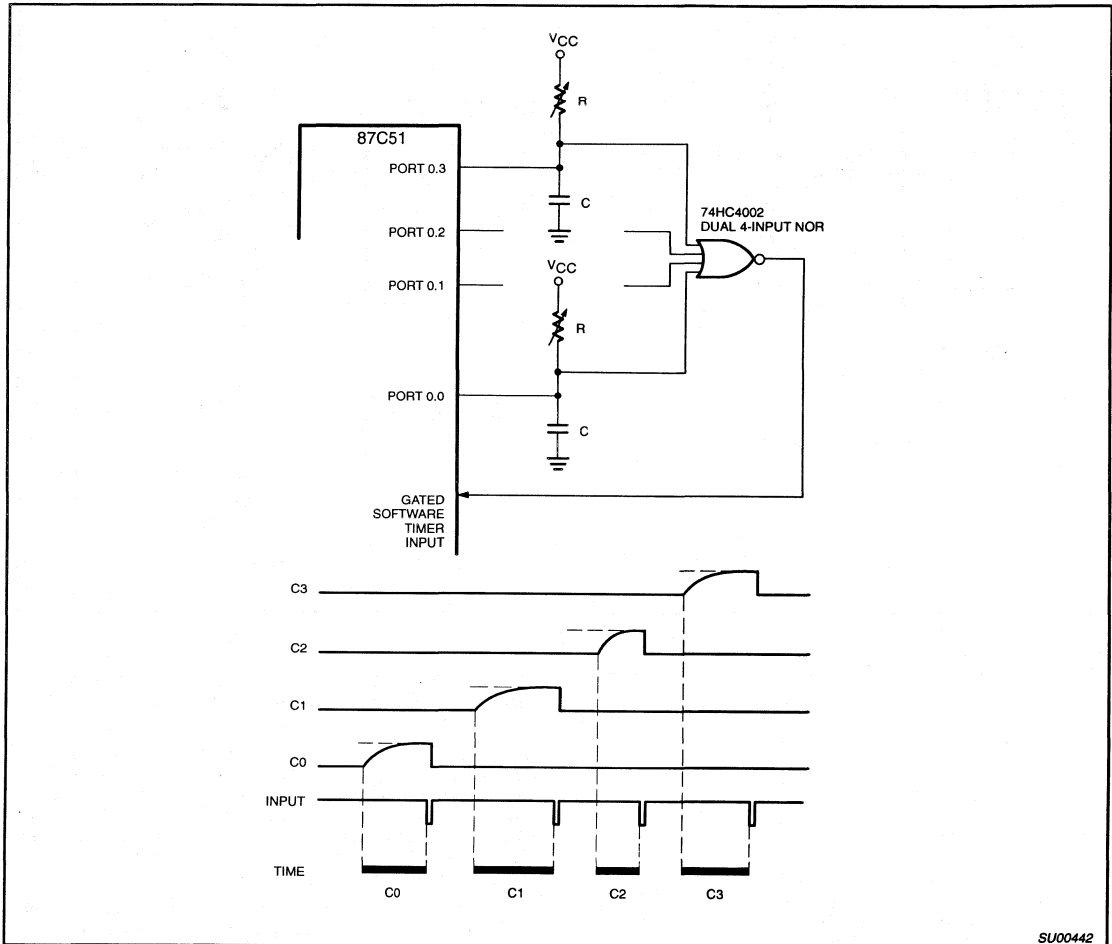 VCC
R
87C51
PORT 0.3
C
74HC4002
DUAL 4-INPUT NOR
PORT 0.2
VCC
PORT 0.1
R
PORT 0.0
C
GATED
SOFTWARE
TIMER
INPUT
C3
C2
C1
C0
INPUT
TIME
C0 C1 C2 C3
SU00442